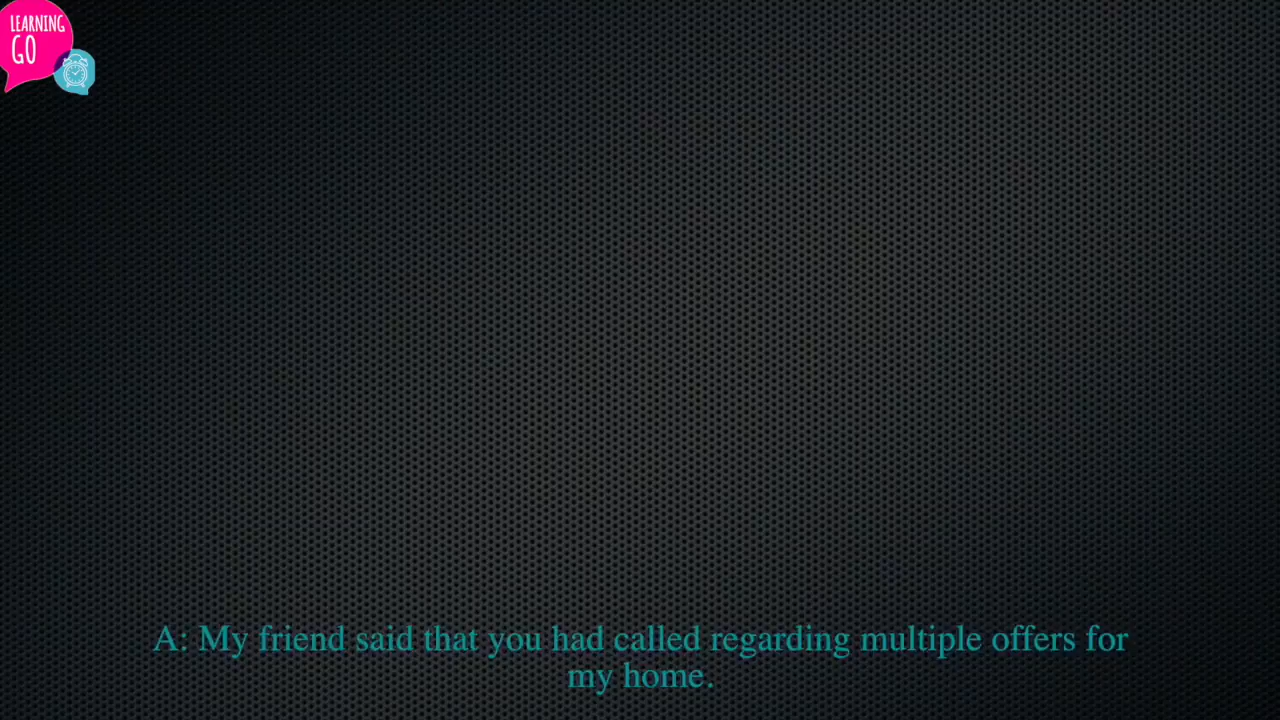 LEARNING
GO
A: My friend said that you had called regarding multiple offers for
my home.